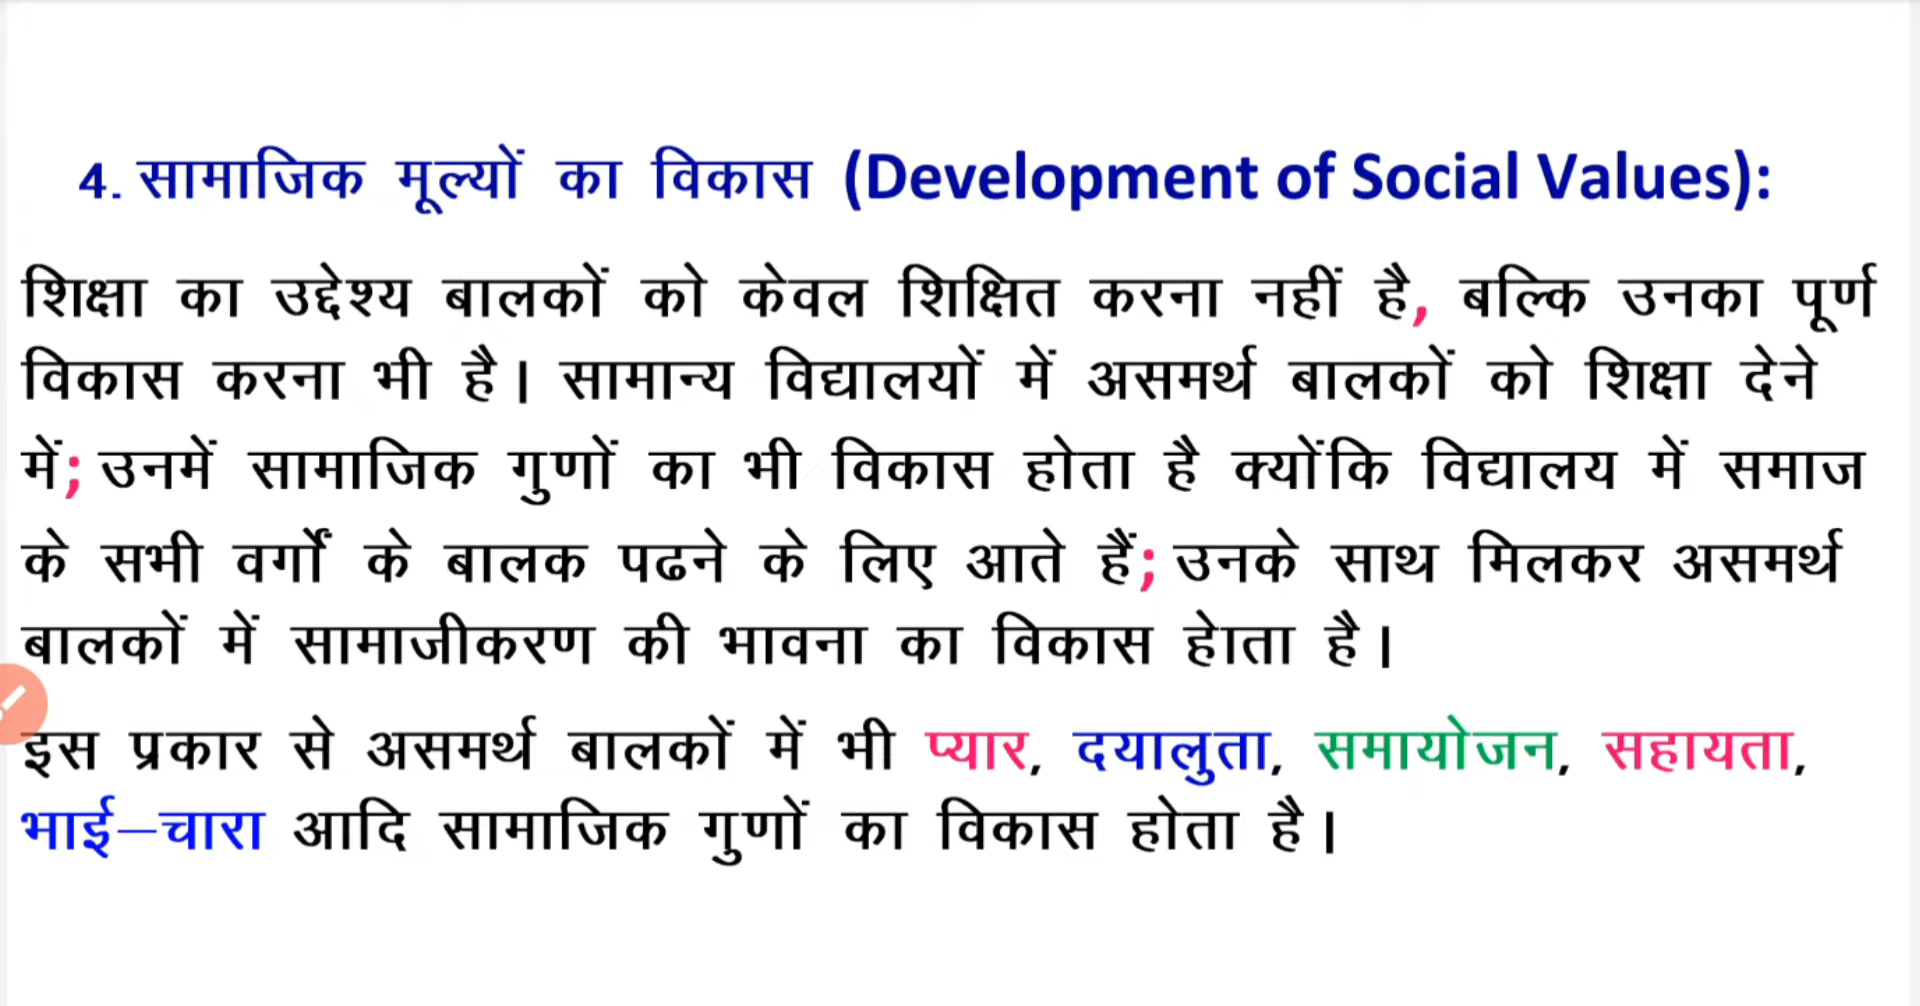 4. सामाजिक मूल्यों का विकास (Development of Social Values):
शिक्षा का उद्देश्य बालकों को केवल शिक्षित करना नहीं है, बल्कि उनका पूर्ण
विकास करना भी है। सामान्य विद्यालयों में असमर्थ बालकों को शिक्षा देने
में; उनमें सामाजिक गुणों का भी विकास होता है क्योंकि विद्यालय में समाज
के सभी वर्गों के बालक पढने के लिए आते हैं; उनके साथ मिलकर असमर्थ
बालकों में सामाजीकरण की भावना का विकास हेाता है।
इस प्रकार से असमर्थ बालकों में भी प्यार, दयालुता, समायोजन, सहायता,
भाई–चारा आदि सामाजिक गुणों का विकास होता है।